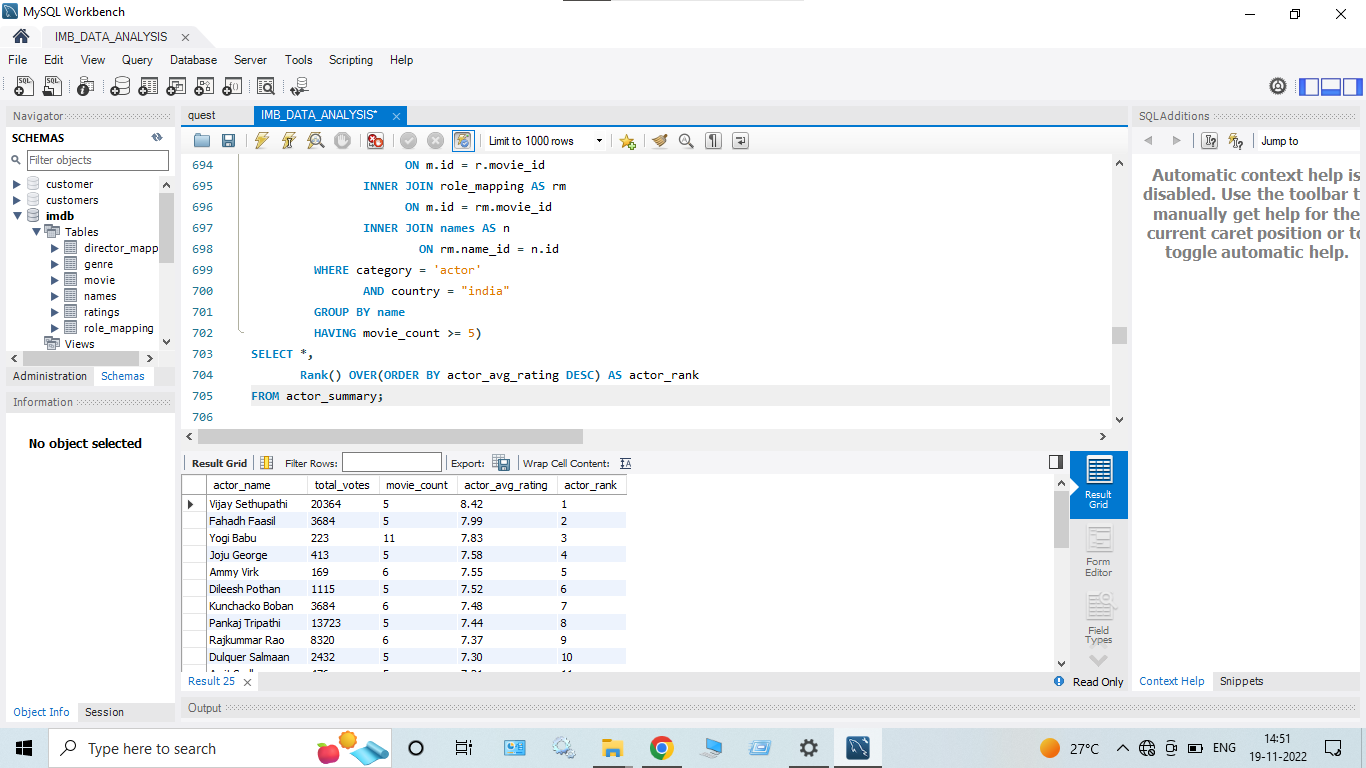 MySQL Workbench
IMB_DATA_ANALYSIS
File Edit View Query Database Server Tools Scripting Help
Navigator
SCHEMAS
Filter objects
customer
customers
imdb
Tables
director_mapp
genre
movie
names
ratings
role_mapping
Views
Administration Schemas
Information
No object selected
Object Info Session
quest IMB_DATA_ANALYSIS*
Limit to 1000 rows
694 ON m.id = r.movie_id
695 INNER JOIN role_mapping AS rm
696 ON m.id = rm.movie_id
697 INNER JOIN names AS n
698 ON rm.name_id = n.id
699 WHERE category = 'actor'
700 AND country = "india"
701 GROUP BY name
702 HAVING movie_count >= 5)
703 SELECT *,
704 Rank() OVER(ORDER BY actor_avg_rating DESC) AS actor_rank
705 FROM actor_summary;
706
Result Grid Filter Rows: Export: Wrap Cell Content:
actor_name total_votes movie_count actor_avg_rating actor_rank
Vijay Sethupathi 20364 5 8.42 1
Fahadh Faasil 3684 5 7.99 2
Yogi Babu 223 11 7.83 3
Joju George 413 5 7.58 4
Ammy Virk 169 6 7.55 5
Dileesh Pothan 1115 5 7.52 6
Kunchacko Boban 3684 6 7.48 7
Pankaj Tripathi 13723 5 7.44 8
Rajkummar Rao 8320 6 7.37 9
Dulquer Salmaan 2432 5 7.30 10
Result 25
Result
Grid
Form
Editor
Field
Types
Read Only
Output
SQLAdditions
Jump to
Automatic context help is
disabled. Use the toolbar t
manually get help for the
current caret position or to
toggle automatic help.
Context Help Snippets
Type here to search
27°C ENG 14:51
19-11-2022